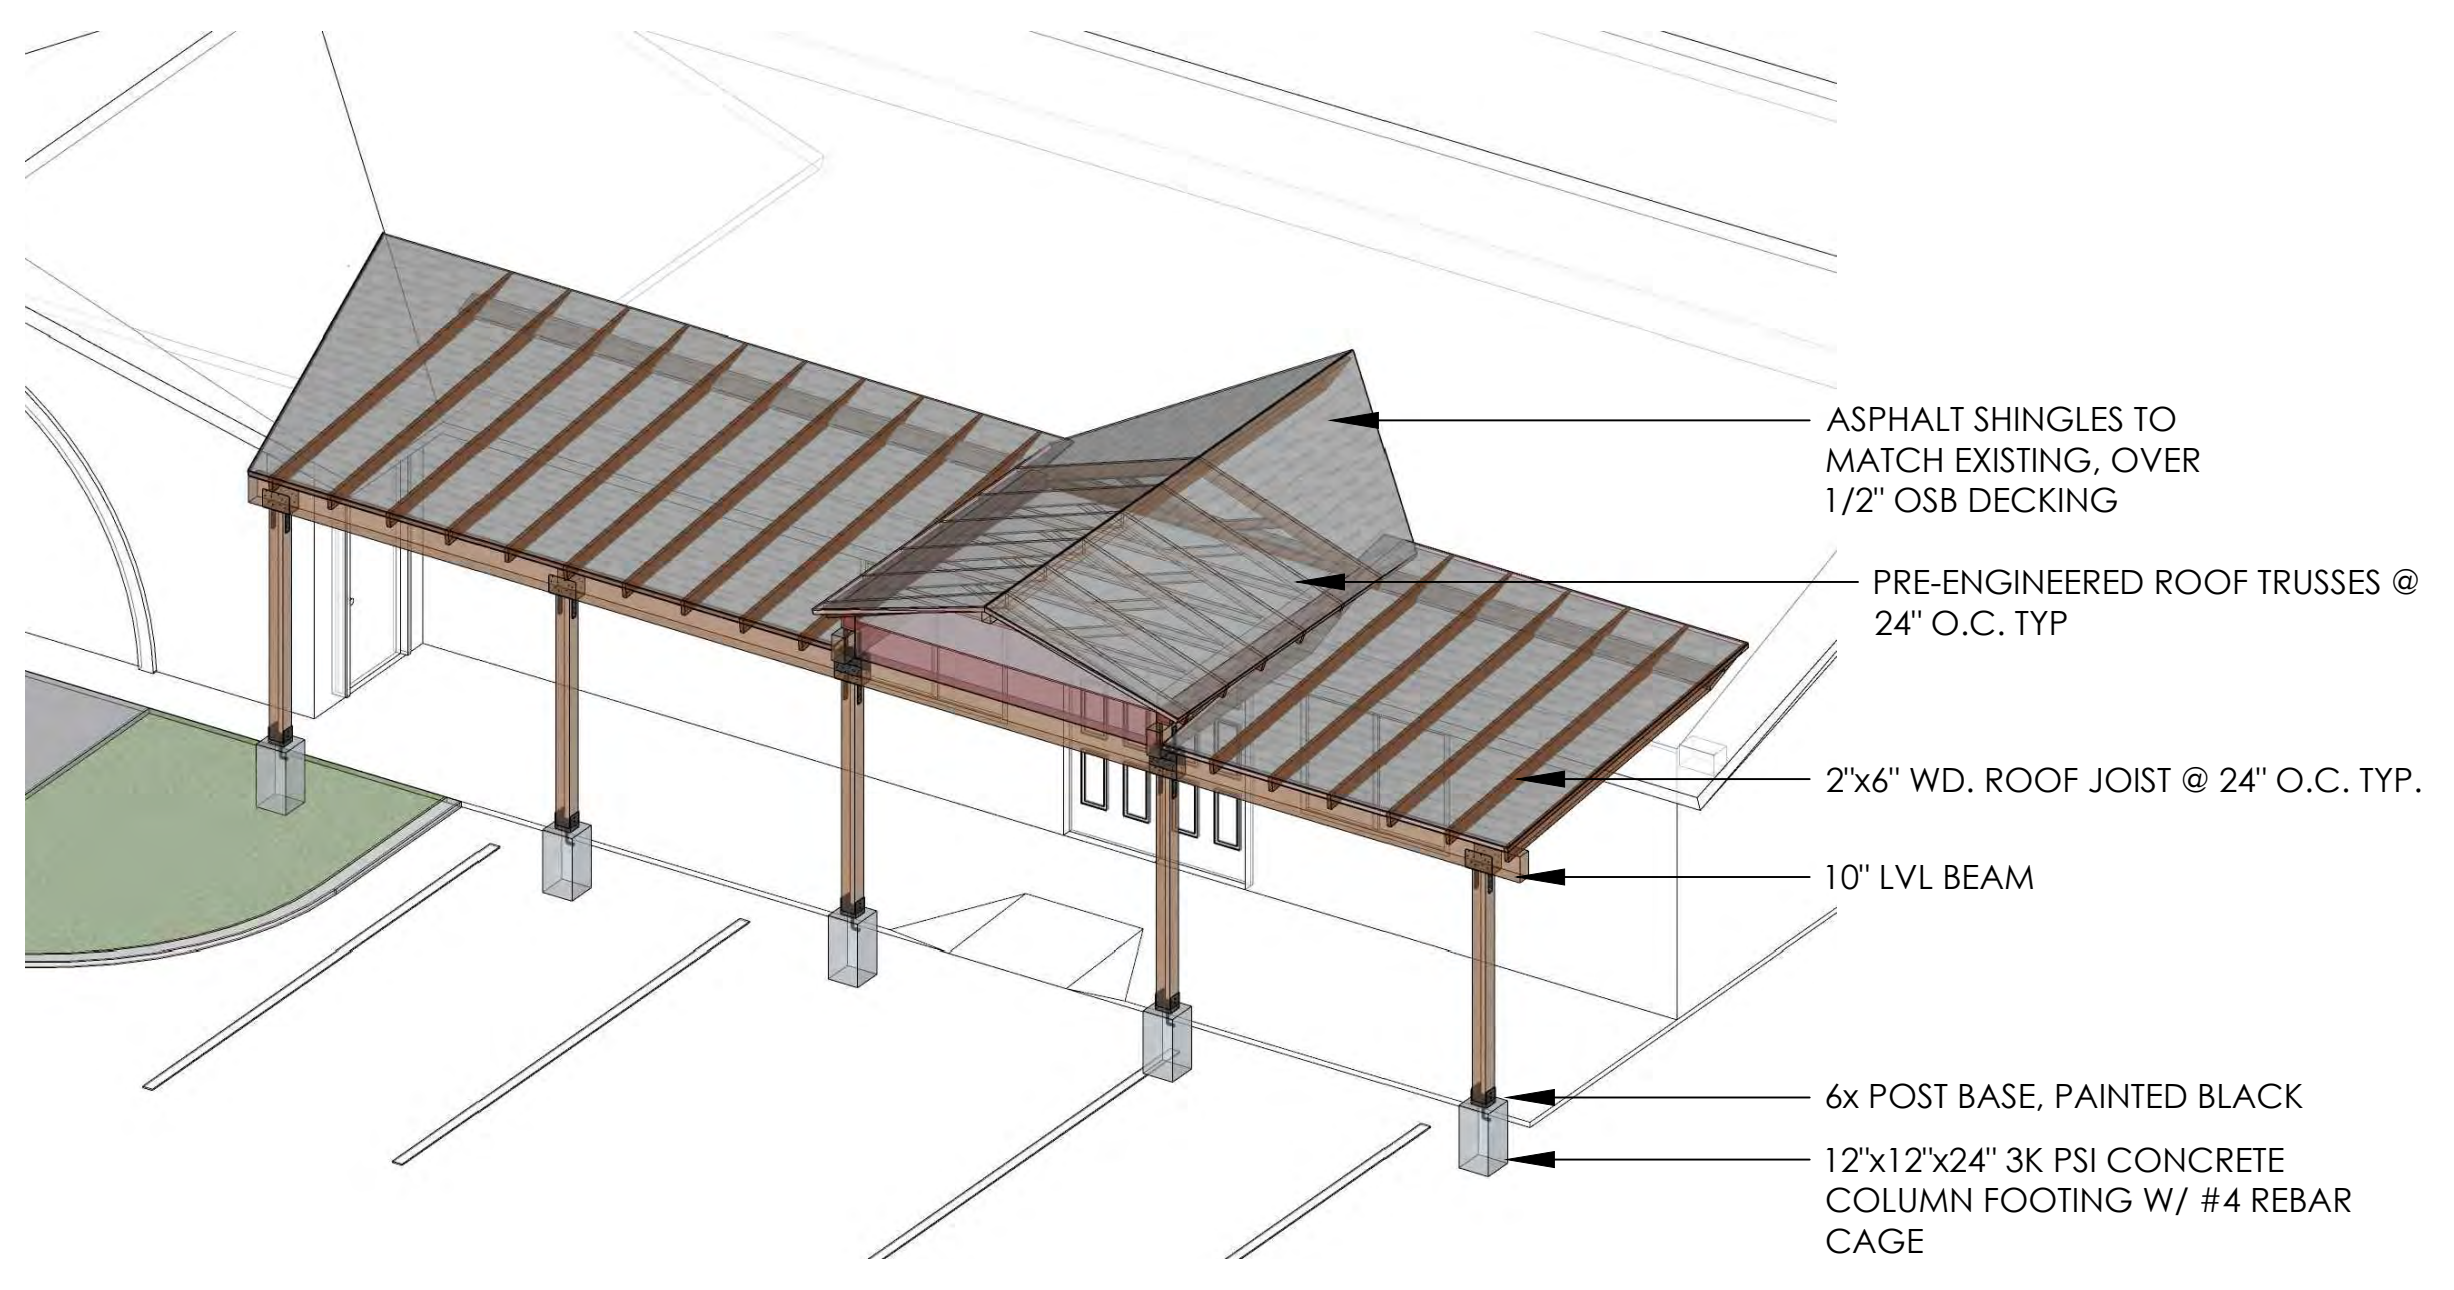 ASPHALT SHINGLES TO
MATCH EXISTING, OVER
1/2" OSB DECKING
PRE-ENGINEERED ROOF TRUSSES @
24" O.C. TYP
2"x6" WD. ROOF JOIST @ 24" O.C. TYP.
10" LVL BEAM
6x POST BASE, PAINTED BLACK
12"x12"x24" 3K PSI CONCRETE
COLUMN FOOTING W/ #4 REBAR
CAGE